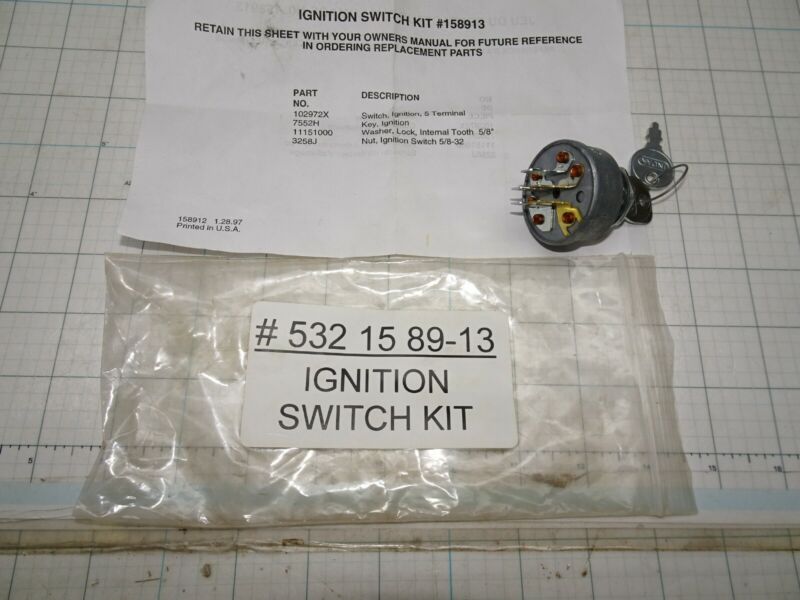 IGNITION SWITCH KIT #158913
RETAIN THIS SHEET WITH YOUR OWNERS MANUAL FOR FUTURE REFERENCE
IN ORDERING REPLACEMENT PARTS
PART NO. DESCRIPTION
102972X Switch, Ignition, 5 Terminal
7552H Key, Ignition
11151000 Washer, Lock, Internal Tooth 5/8"
3258J Nut, Ignition Switch 5/8-32
158912 1.28.97
Printed in U.S.A.
# 532 15 89-13
IGNITION
SWITCH KIT